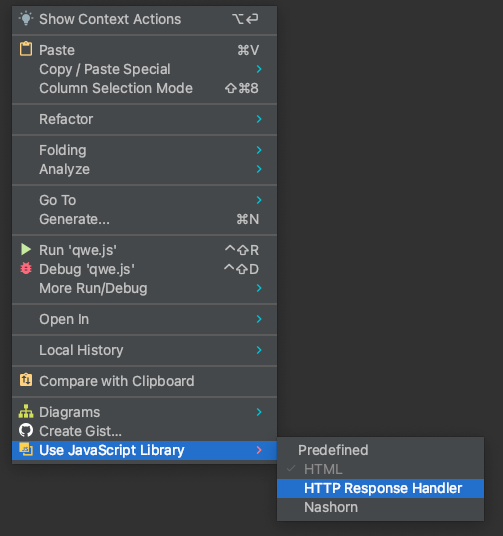 Show Context Actions ⌥↩
Paste ⌘V
Copy / Paste Special
Column Selection Mode ⇧⌘8
Refactor
Folding
Analyze
Go To
Generate... ⌘N
Run 'qwe.js' ^⇧R
Debug 'qwe.js' ^⇧D
More Run/Debug
Open In
Local History
Compare with Clipboard
Diagrams
Create Gist...
Use JavaScript Library
Predefined
HTML
HTTP Response Handler
Nashorn